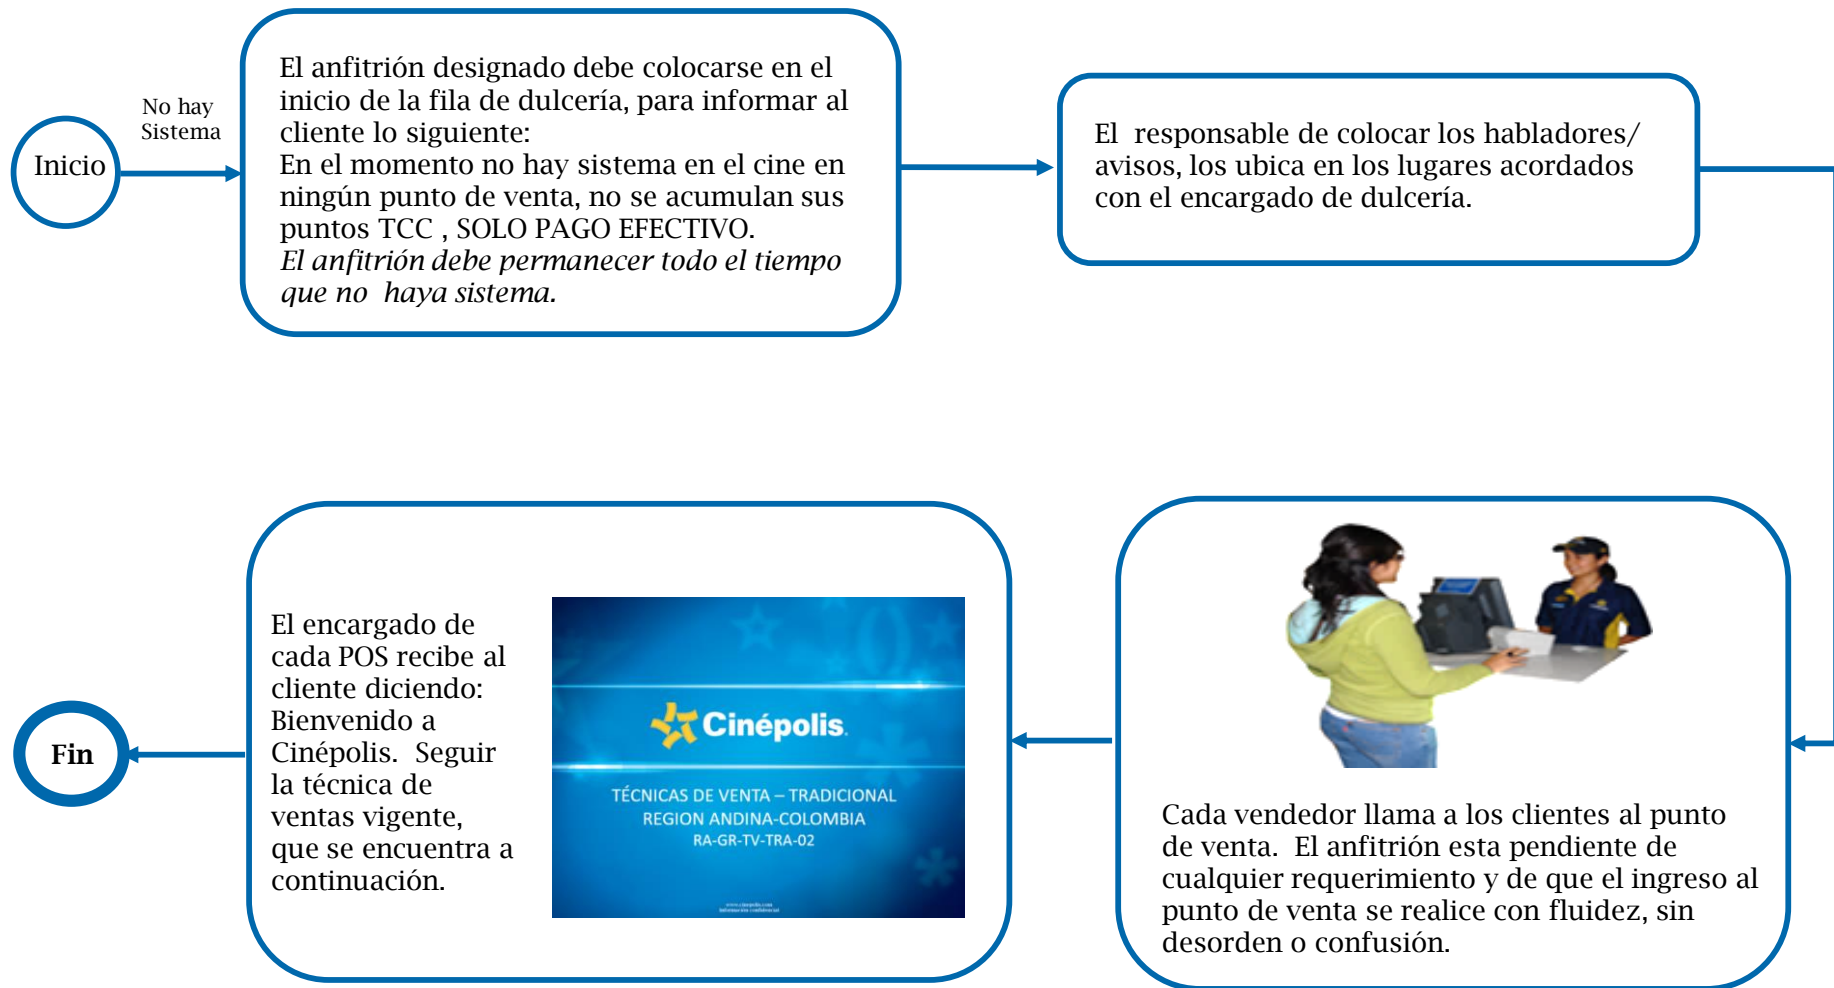 Inicio
No hay
Sistema
El anfitrión designado debe colocarse en el
inicio de la fila de dulcería, para informar al
cliente lo siguiente:
En el momento no hay sistema en el cine en
ningún punto de venta, no se acumulan sus
puntos TCC , SOLO PAGO EFECTIVO.
El anfitrión debe permanecer todo el tiempo
que no  haya sistema.
El  responsable de colocar los habladores/
avisos, los ubica en los lugares acordados
con el encargado de dulcería.
Cada vendedor llama a los clientes al punto
de venta.  El anfitrión esta pendiente de
cualquier requerimiento y de que el ingreso al
punto de venta se realice con fluidez, sin
desorden o confusión.
El encargado de
cada POS recibe al
cliente diciendo:
Bienvenido a
Cinépolis.  Seguir
la técnica de
ventas vigente,
que se encuentra a
continuación.
Cinépolis.
TÉCNICAS DE VENTA – TRADICIONAL
REGION ANDINA-COLOMBIA
RA-GR-TV-TRA-02
www.cinepolis.com
Información confidencial
Fin